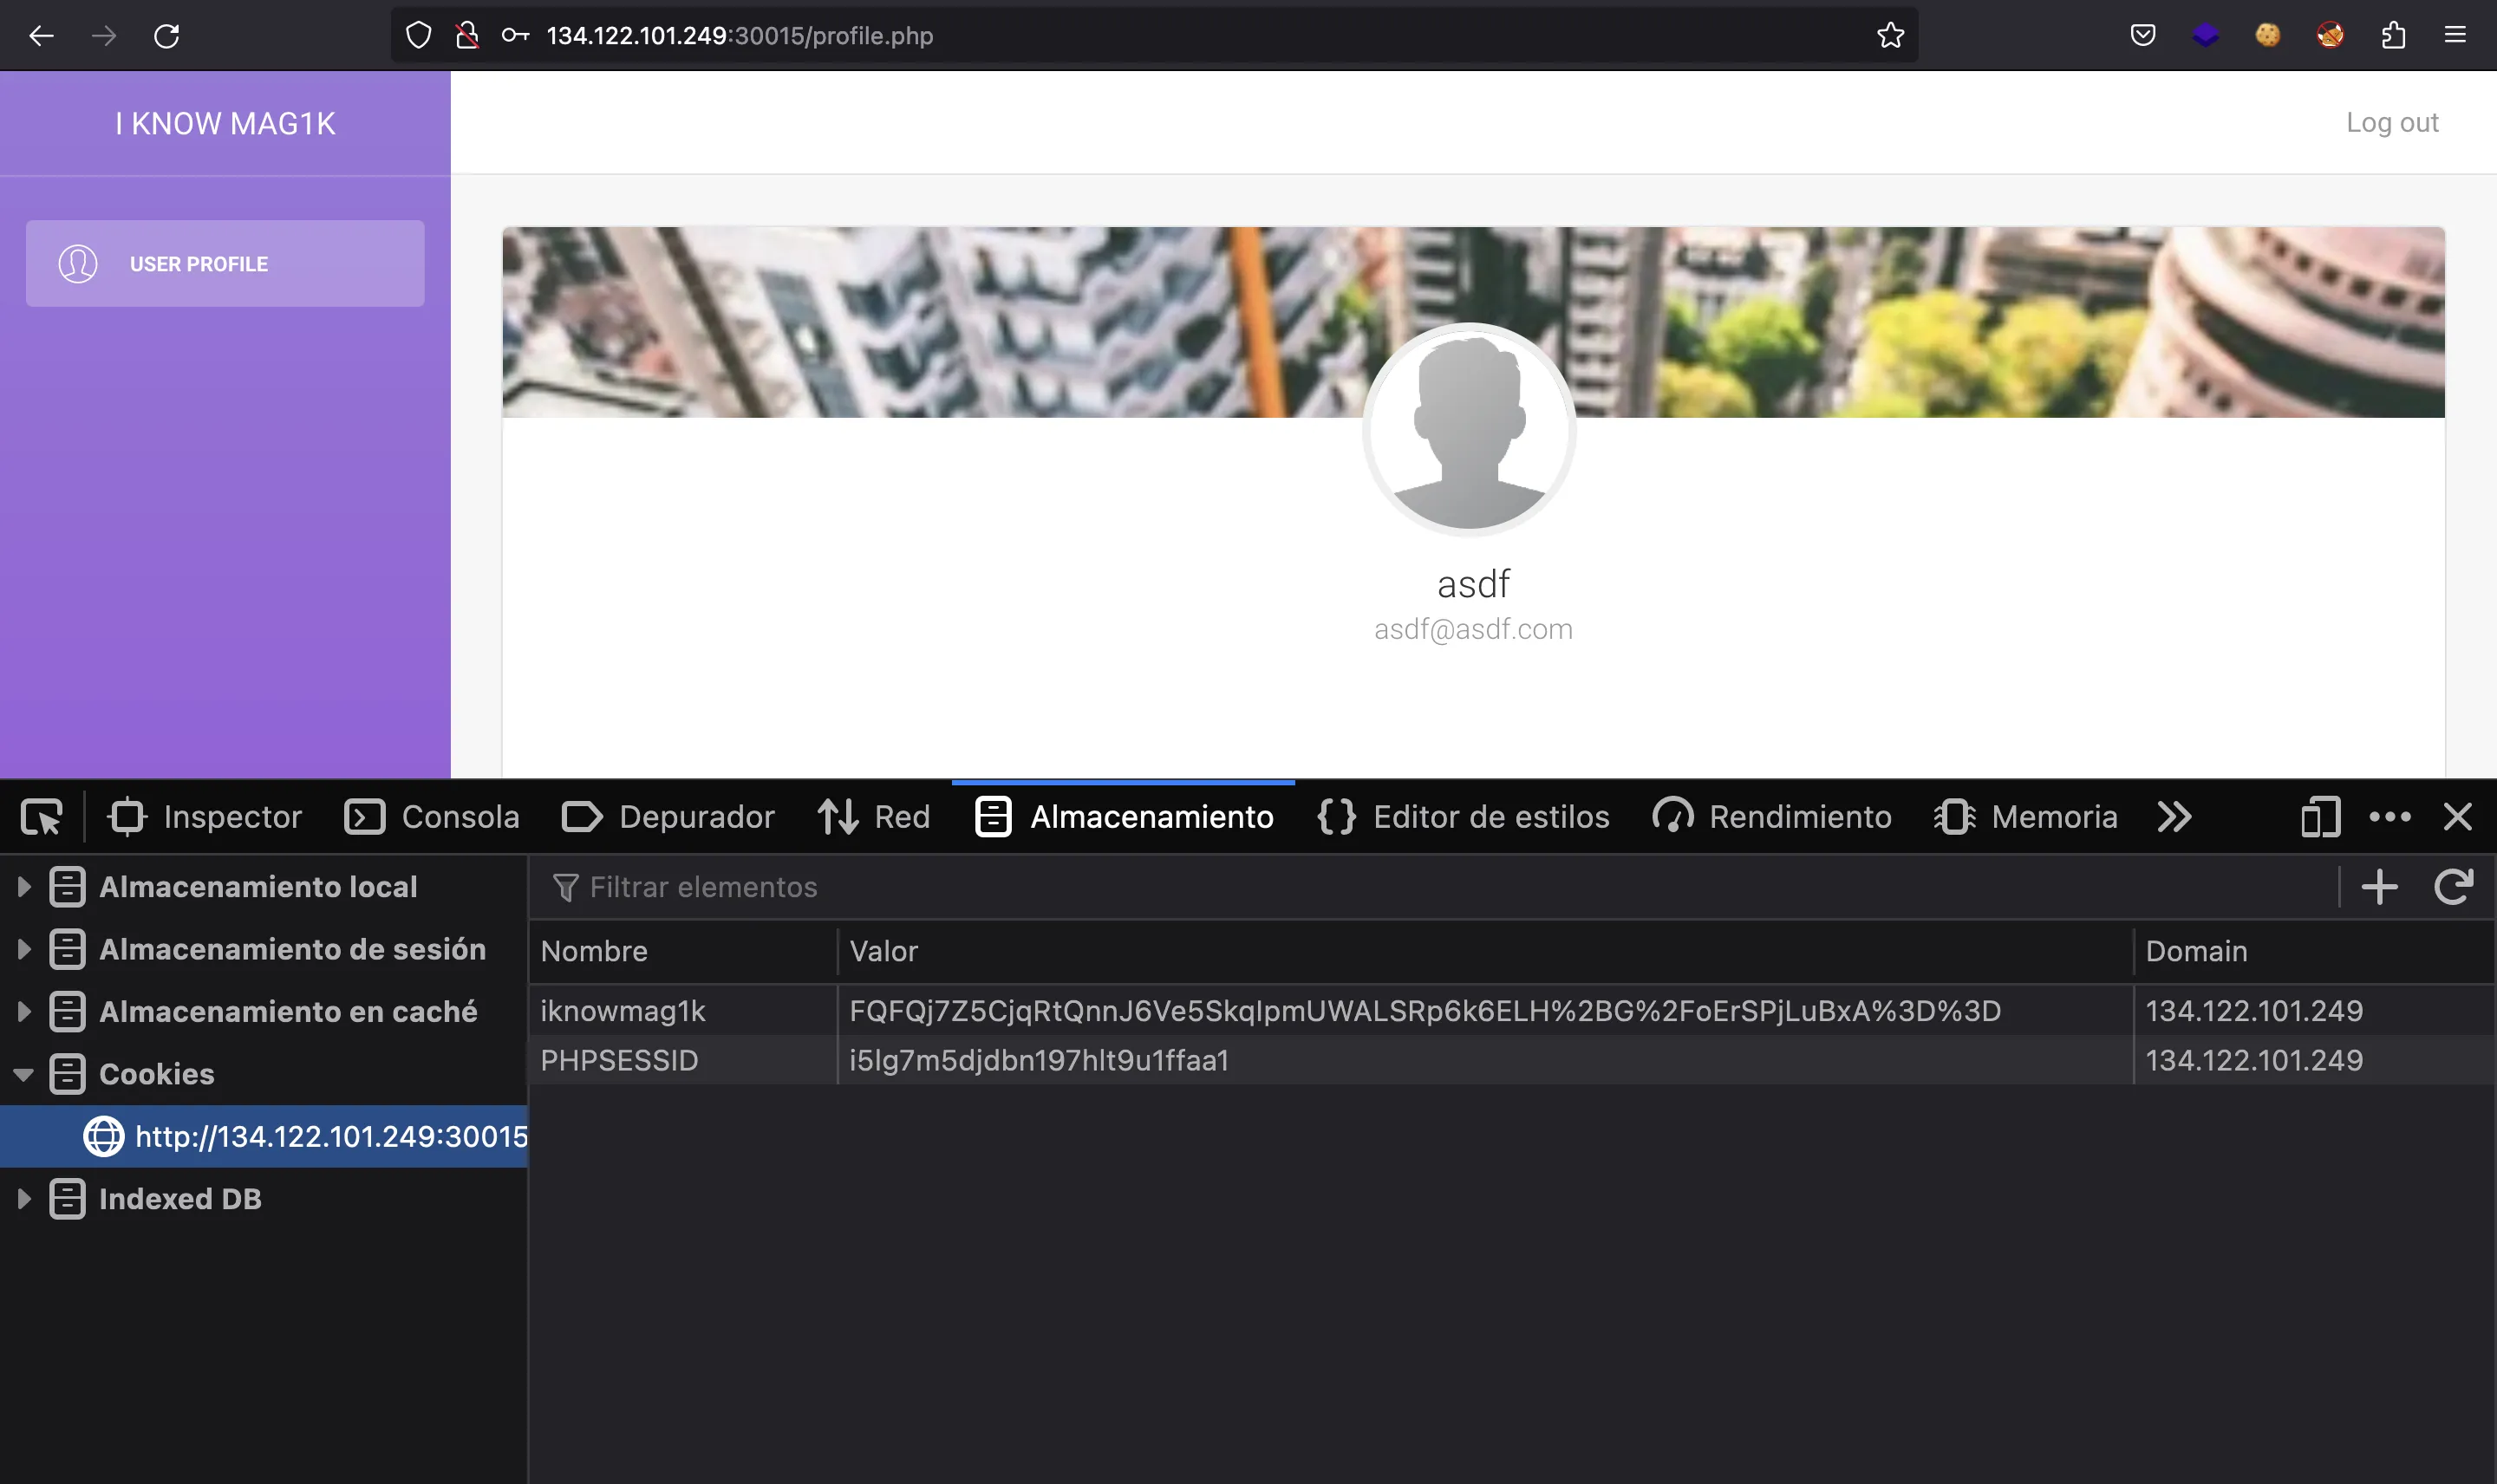 134.122.101.249:30015/profile.php
I KNOW MAG1K
Log out
USER PROFILE
asdf
asdf@asdf.com
Inspector
Consola
Depurador
Red
Almacenamiento
Editor de estilos
Rendimiento
Memoria
Almacenamiento local
Almacenamiento de sesión
Almacenamiento en caché
Cookies
http://134.122.101.249:30015
Indexed DB
Filtrar elementos
Nombre Valor Domain
iknowmag1k FQFQj7Z5CjqRtQnnJ6Ve5SkqIpmUWALSRp6k6ELH%2BG%2FoErSPjLuBxA%3D%3D 134.122.101.249
PHPSESSID i5lg7m5djdbn197hlt9u1ffaa1 134.122.101.249